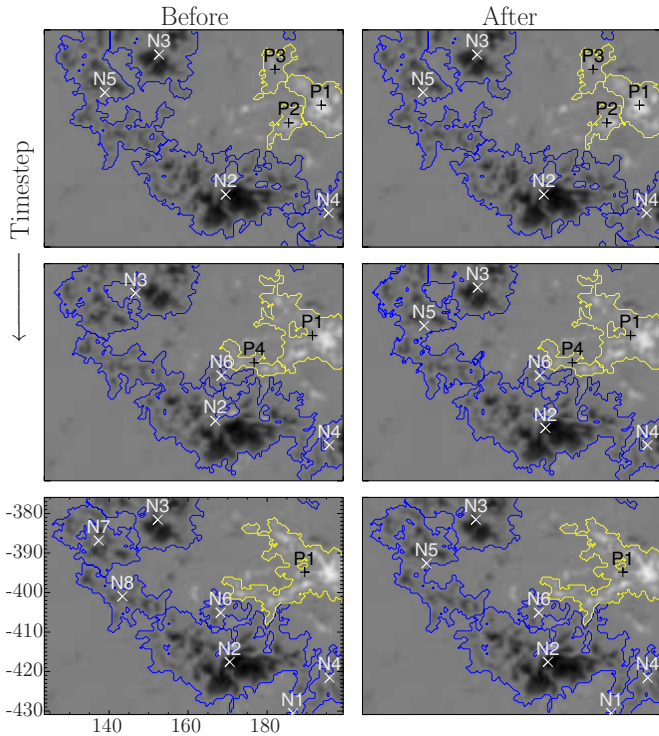 Before After
Timestep
N3 P3 N5 P1 P2 N2 N4
N3 P3 N5 P1 P2 N2 N4
N3 P1 P4 N6 N2 N4
N3 N5 P1 P4 N6 N2 N4
N3 N7 P1 N8 N6 N2 N4 N1
N3 N5 P1 N6 N2 N4 N1
-380
-390
-400
-410
-420
-430
140 160 180